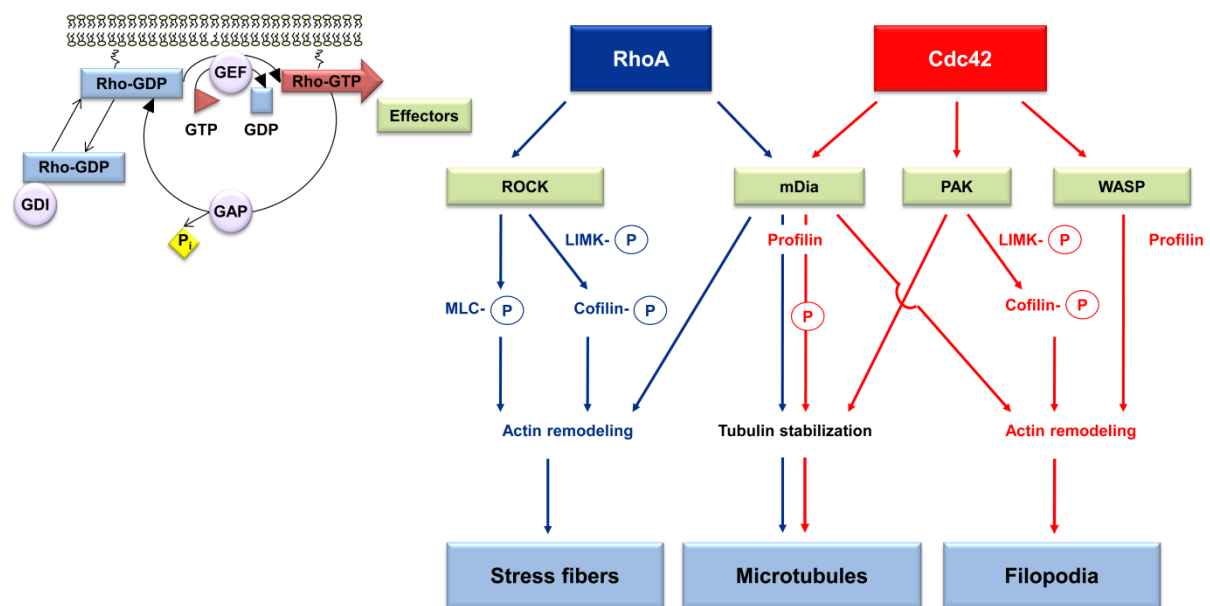 GEF
Rho-GDP
Rho-GTP
GTP
GDP
Effectors
Rho-GDP
GDI
GAP
Pi
RhoA
Cdc42
ROCK
mDia
PAK
WASP
LIMK- P
Profilin
LIMK- P
Profilin
MLC- P
Cofilin- P
P
Cofilin- P
Actin remodeling
Tubulin stabilization
Actin remodeling
Stress fibers
Microtubules
Filopodia